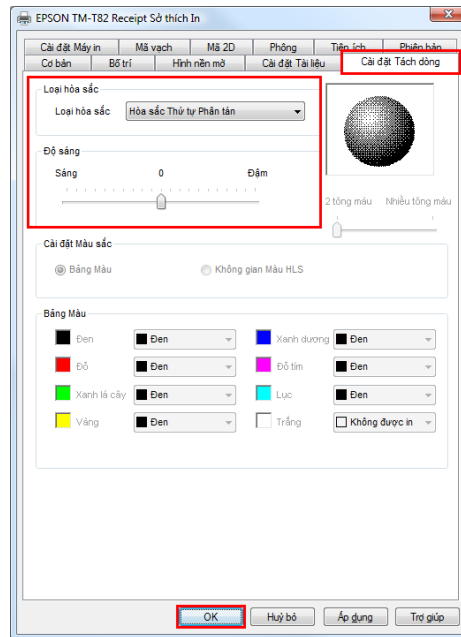 EPSON TM-T82 Receipt Sở thích In
Cài đặt Máy in Mã vạch Mã 2D Phông Tiện ích Phiên bản
Cơ bản Bố trí Hình nền mờ Cài đặt Tài liệu Cài đặt Tách dòng
Loại hòa sắc
Loại hòa sắc Hòa sắc Thứ tự Phân tán
Độ sáng
Sáng 0 Đậm
2 tông máu Nhiều tông máu
Cài đặt Màu sắc
Bảng Màu Không gian Màu HLS
Bảng Màu
Đen Đen Xanh dương Đen
Đỏ Đen Đỏ tím Đen
Xanh lá cây Đen Lục Đen
Vàng Đen Trắng Không được in
OK Huỷ bỏ Áp dụng Trợ giúp